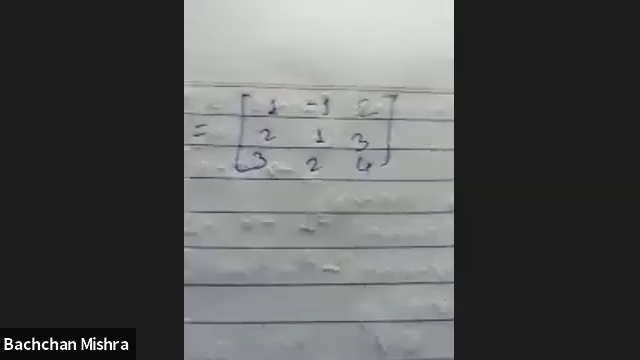 = [ 1 -1 2
2 1 3
3 2 4 ]
Bachchan Mishra